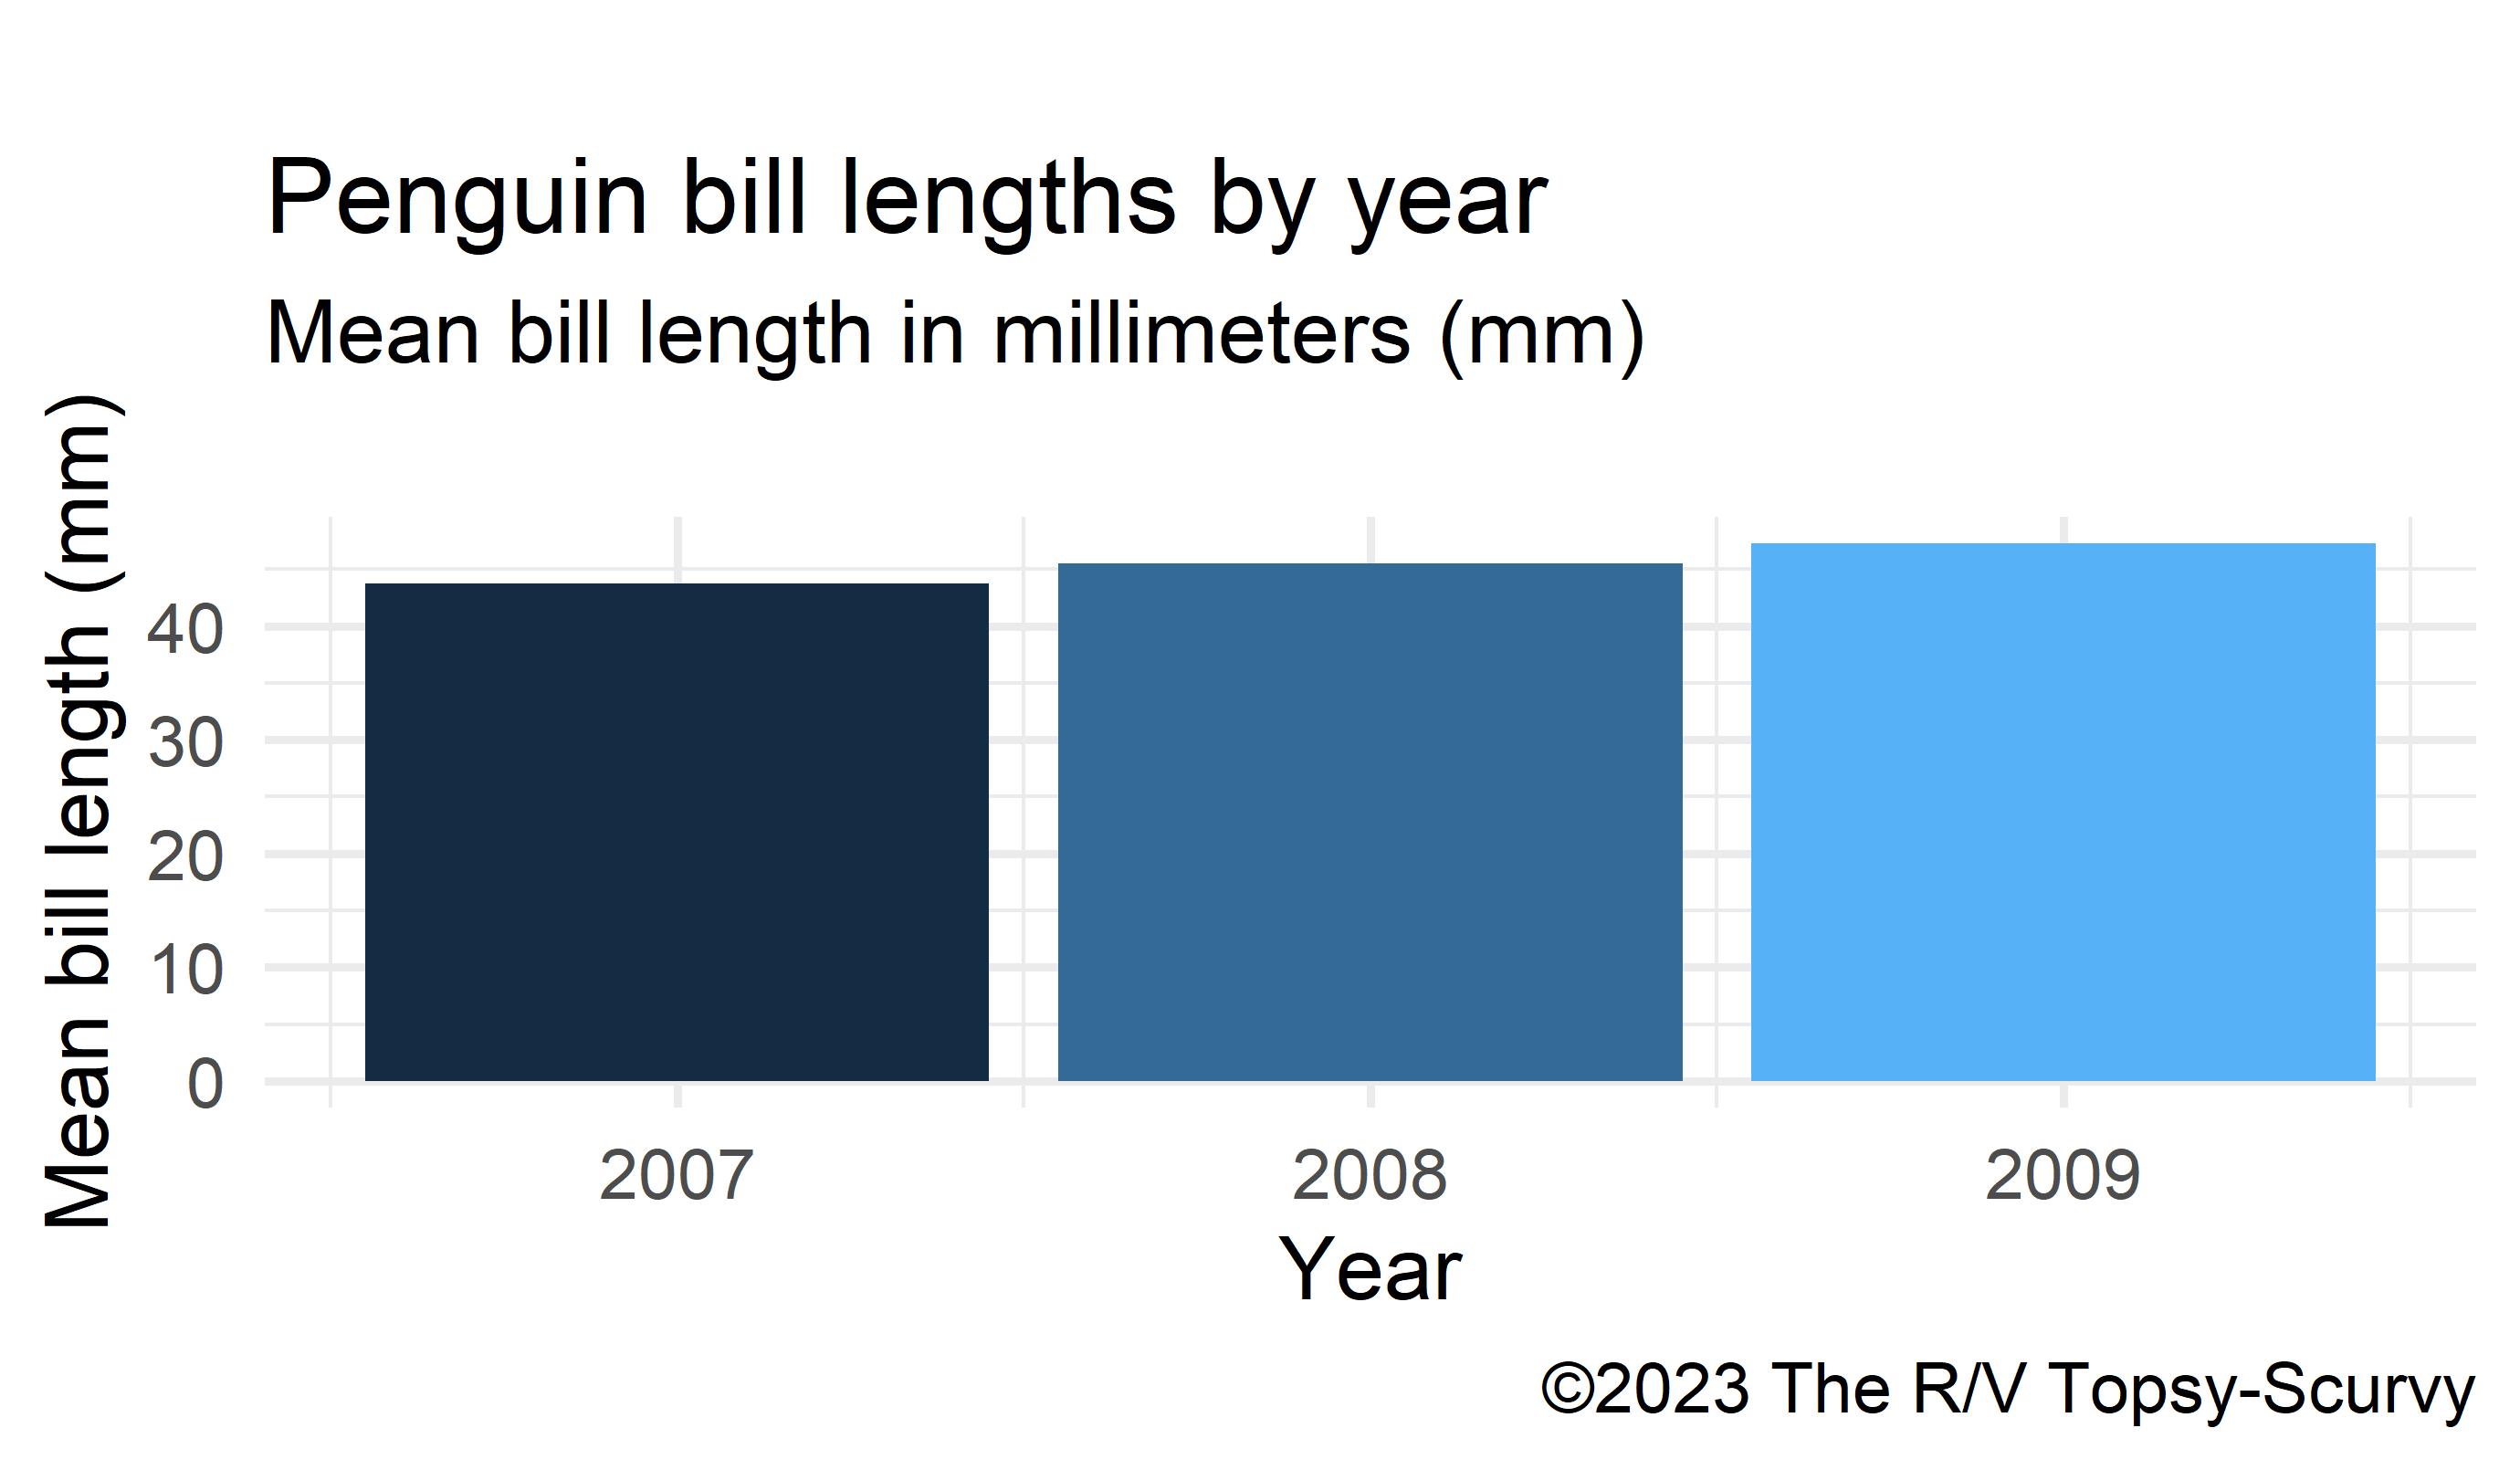 Penguin bill lengths by year
Mean bill length in millimeters (mm)
Mean bill length (mm)
40
30
20
10
0
2007 2008 2009
Year
©2023 The R/V Topsy-Scurvy